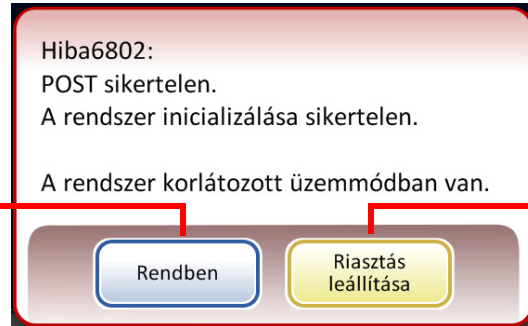 Hiba6802:
POST sikertelen.
A rendszer inicializálása sikertelen.
A rendszer korlátozott üzemmódban van.
Rendben
Riasztás
leállítása